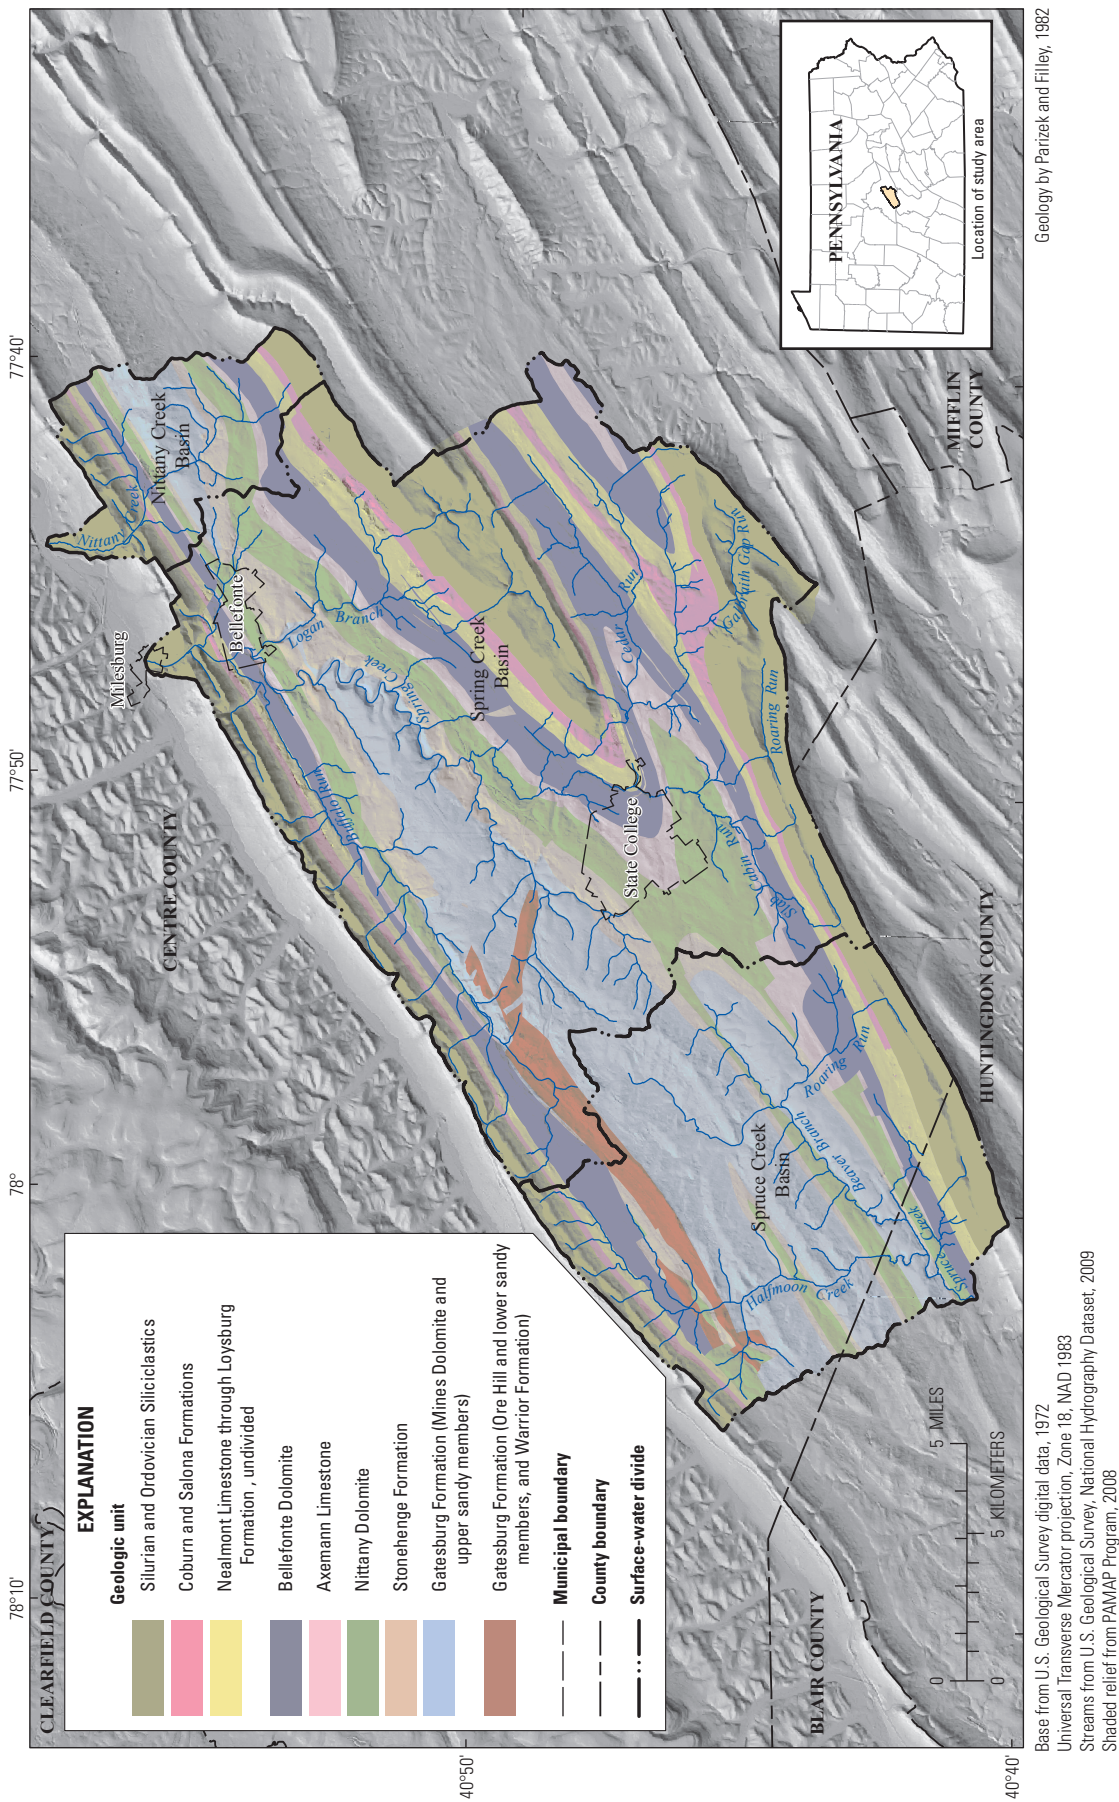 78°10'
78°
77°50'
77°40'
40°50'
40°40'
CLEARFIELD COUNTY
EXPLANATION
Geologic unit
Silurian and Ordovician Siliciclastics
Coburn and Salona Formations
Nealmont Limestone through Loysburg
Formation , undivided
Bellefonte Dolomite
Axemann Limestone
Nittany Dolomite
Stonehenge Formation
Gatesburg Formation (Mines Dolomite and
upper sandy members)
Gatesburg Formation (Ore Hill and lower sandy
members, and Warrior Formation)
Municipal boundary
County boundary
Surface-water divide
CENTRE COUNTY
Milesburg
Bellefonte
Nittany Creek
Nittany Creek
Basin
Logan Branch
Spring Creek
Buffalo Run
Spring Creek
Basin
State College
Cedar Run
Galbraith Gap Run
Slab Cabin Run
Roaring Run
Spruce Creek
Basin
Roaring Run
Beaver Branch
Halfmoon Creek
Spruce Creek
BLAIR COUNTY
HUNTINGDON COUNTY
MIFFLIN
COUNTY
PENNSYLVANIA
Location of study area
0
5 MILES
0
5 KILOMETERS
Base from U.S. Geological Survey digital data, 1972
Universal Transverse Mercator projection, Zone 18, NAD 1983
Streams from U.S. Geological Survey, National Hydrography Dataset, 2009
Shaded relief from PAMAP Program, 2008
Geology by Parizek and Filley, 1982